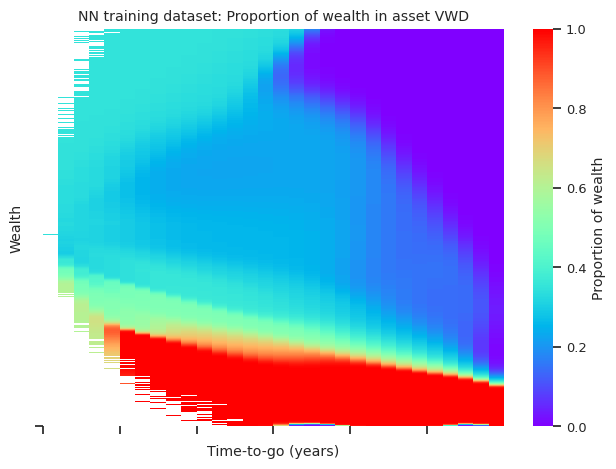 NN training dataset: Proportion of wealth in asset VWD
Wealth
Time-to-go (years)
1.0
0.8
0.6
0.4
0.2
0.0
Proportion of wealth